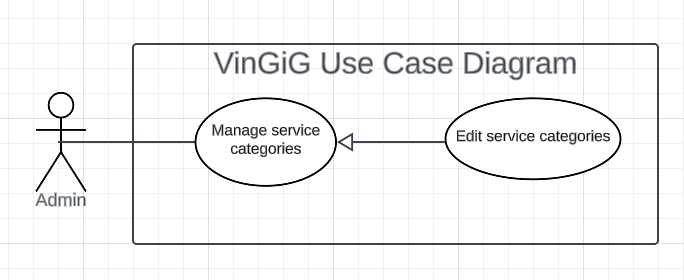 VinGiG Use Case Diagram
Manage service
categories
Edit service categories
Admin